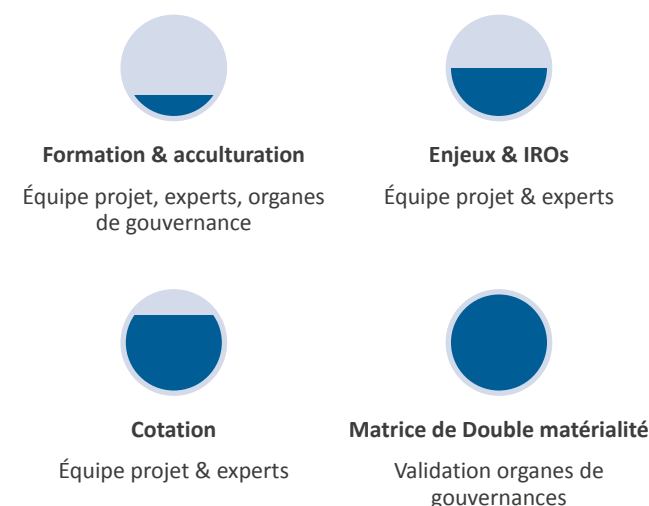 Formation & acculturation
Équipe projet, experts, organes
de gouvernance
Enjeux & IROs
Équipe projet & experts
Cotation
Équipe projet & experts
Matrice de Double matérialité
Validation organes de
gouvernances